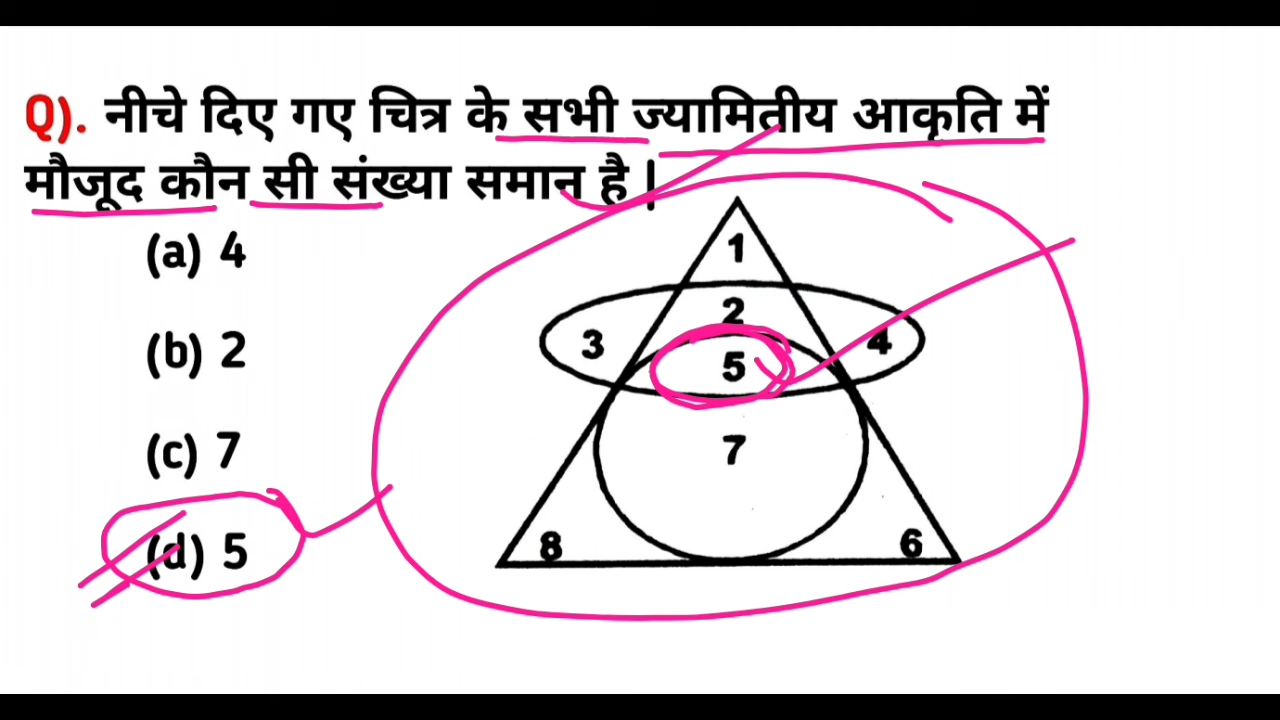 Q). नीचे दिए गए चित्र के सभी ज्यामितीय आकृति में
मौजूद कौन सी संख्या समान है |
(a) 4
(b) 2
(c) 7
(d) 5
1
2
3
4
5
7
8
6